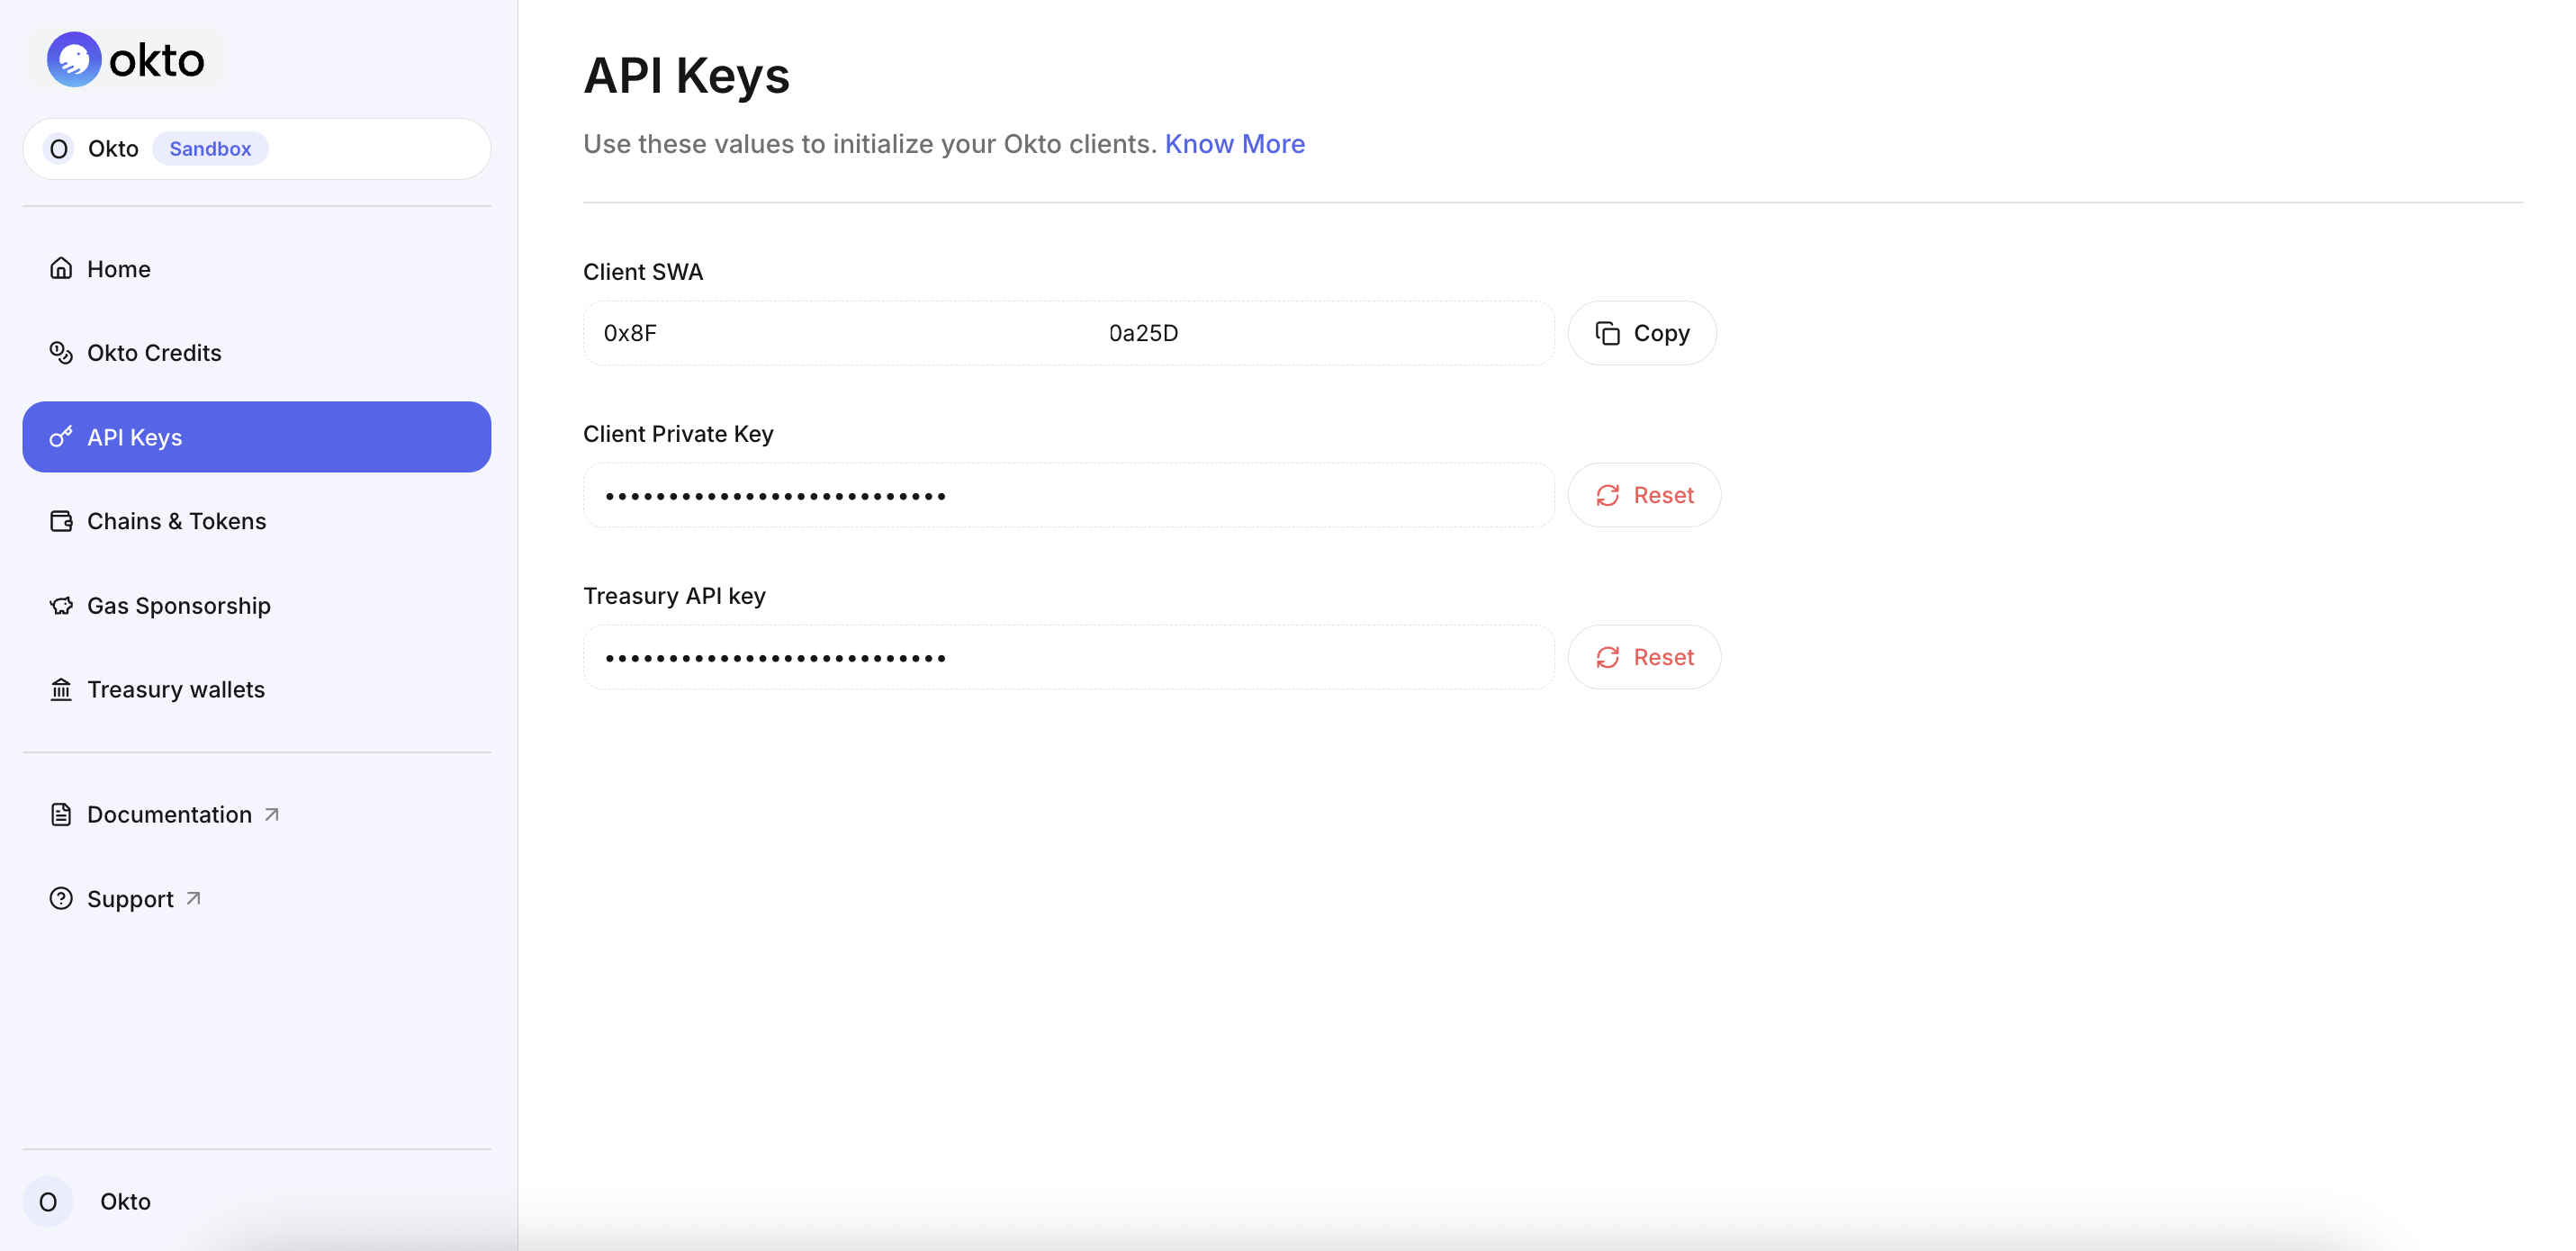 okto
O Okto Sandbox
Home
Okto Credits
API Keys
Chains & Tokens
Gas Sponsorship
Treasury wallets
Documentation
Support
O Okto
API Keys
Use these values to initialize your Okto clients. Know More
Client SWA
0x8F 0a25D Copy
Client Private Key
••••••••••••••••••••••••••• Reset
Treasury API key
••••••••••••••••••••••••••• Reset